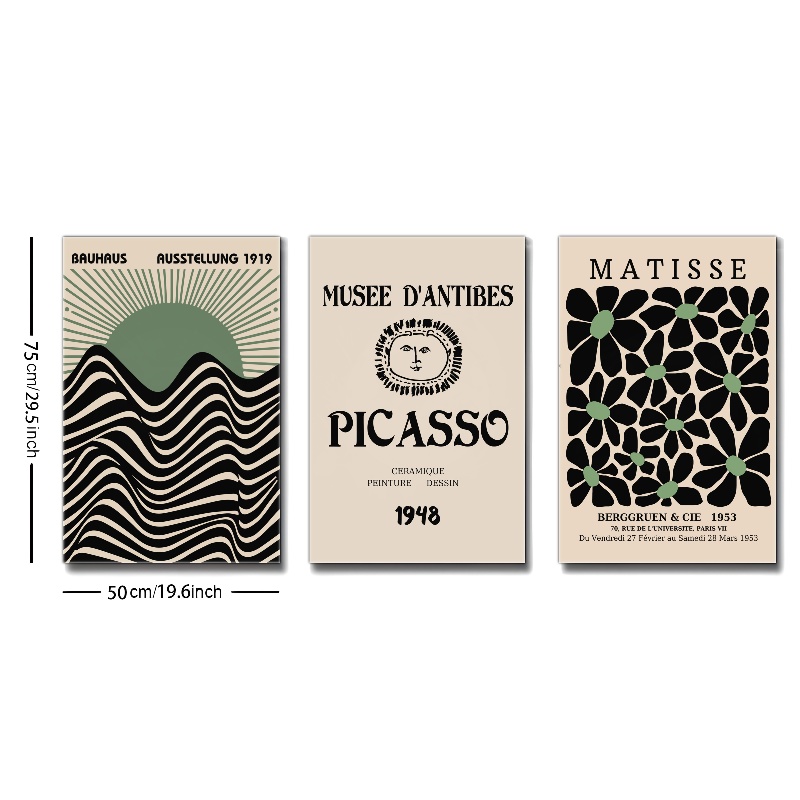 BAUHAUS AUSSTELLUNG 1919
75cm/29.5inch
50cm/19.6inch
MUSEE D'ANTIBES
PICASSO
CERAMIQUE
PEINTURE DESSIN
1948
MATISSE
BERGGRUEN & CIE 1953
70, RUE DE L'UNIVERSITE, PARIS VII
Du Vendredi 27 Février au Samedi 28 Mars 1953